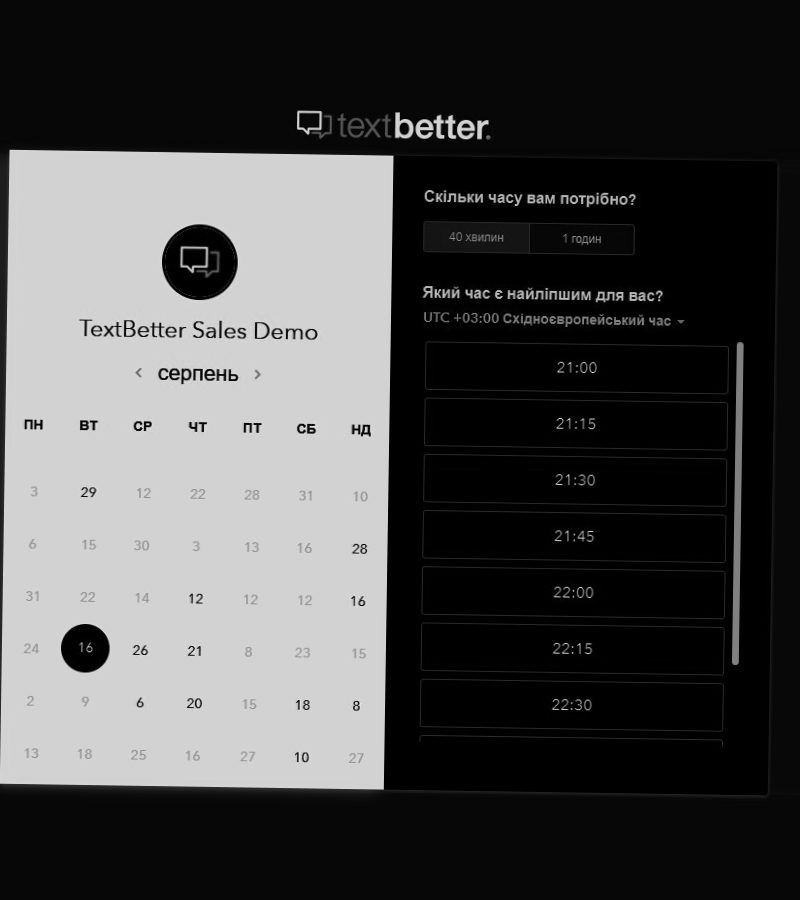 textbetter.
TextBetter Sales Demo
серпень
ПН ВТ СР ЧТ ПТ СБ НД
3 29 12 22 28 31 10
6 15 30 3 13 16 28
31 22 14 12 12 12 16
24 16 26 21 8 23 15
2 9 6 20 15 18 8
13 18 25 16 27 10 27
Скільки часу вам потрібно?
40 хвилин 1 годин
Який час є найліпшим для вас?
UTC +03:00 Східноєвропейський час
21:00
21:15
21:30
21:45
22:00
22:15
22:30